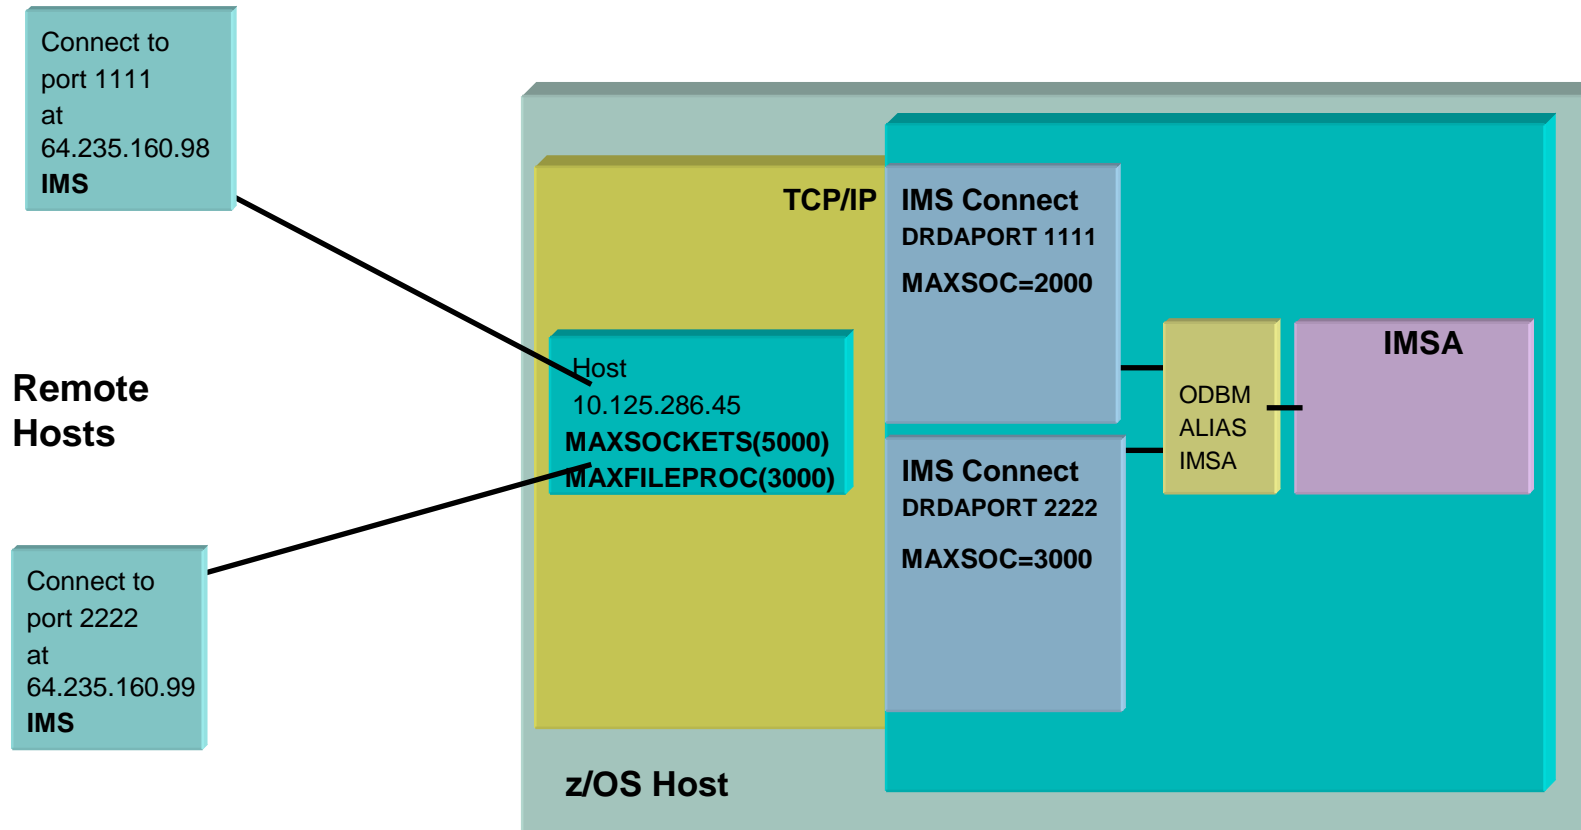 Connect to
port 1111
at
64.235.160.98
IMS
Remote
Hosts
Connect to
port 2222
at
64.235.160.99
IMS
TCP/IP
Host
10.125.286.45
MAXSOCKETS(5000)
MAXFILEPROC(3000)
IMS Connect
DRDAPORT 1111
MAXSOC=2000
IMS Connect
DRDAPORT 2222
MAXSOC=3000
ODBM
ALIAS
IMSA
IMSA
z/OS Host